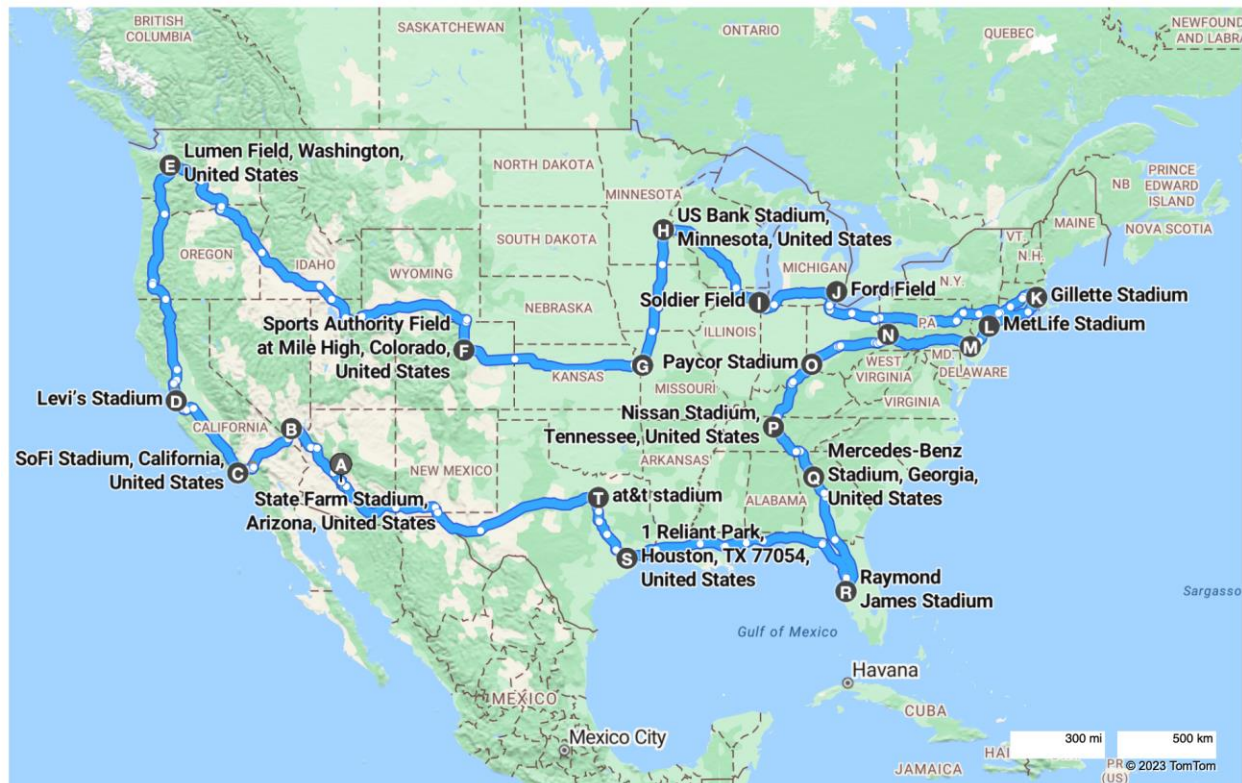 BRITISH
COLUMBIA
SASKATCHEWAN
ONTARIO
QUEBEC
NEWFOUND
AND LABRA
Lumen Field, Washington,
United States
E
NORTH DAKOTA
MINNESOTA
NB
PRINCE
EDWARD
ISLAND
MAINE
NOVA SCOTIA
H
US Bank Stadium,
Minnesota, United States
OREGON
IDAHO
SOUTH DAKOTA
WYOMING
MICHIGAN
VT.
N.H.
N.Y.
J
Ford Field
K
Gillette Stadium
Soldier Field
I
NEBRASKA
Sports Authority Field
at Mile High, Colorado,
United States
F
ILLINOIS
PA
L
MetLife Stadium
N
M
G
Paycor Stadium
O
KANSAS
MISSOURI
WEST
VIRGINIA
MD.
DELAWARE
VIRGINIA
Levi's Stadium
D
CALIFORNIA
B
Nissan Stadium,
Tennessee, United States
P
SoFi Stadium, California,
United States
C
A
NEW MEXICO
ARKANSAS
Mercedes-Benz
Stadium, Georgia,
United States
Q
State Farm Stadium,
Arizona, United States
T
at&t stadium
ALABAMA
1 Reliant Park,
Houston, TX 77054,
United States
S
Raymond
James Stadium
R
Sargasso
Gulf of Mexico
Havana
MÉXICO
CUBA
Mexico City
300 mi
500 km
JAMAICA
HAI
PR
(US)
© 2023 TomTom